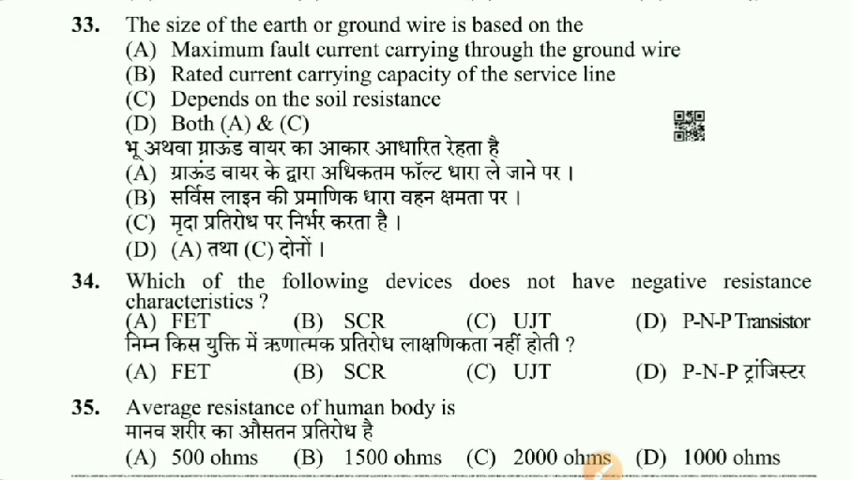 33. The size of the earth or ground wire is based on the
(A) Maximum fault current carrying through the ground wire
(B) Rated current carrying capacity of the service line
(C) Depends on the soil resistance
(D) Both (A) & (C)
भू अथवा ग्राऊंड वायर का आकार आधारित रेहता है
(A) ग्राऊंड वायर के द्वारा अधिकतम फॉल्ट धारा ले जाने पर ।
(B) सर्विस लाइन की प्रमाणिक धारा वहन क्षमता पर ।
(C) मृदा प्रतिरोध पर निर्भर करता है ।
(D) (A) तथा (C) दोनों ।
34. Which of the following devices does not have negative resistance
characteristics ?
(A) FET (B) SCR (C) UJT (D) P-N-P Transistor
निम्न किस युक्ति में ऋणात्मक प्रतिरोध लाक्षणिकता नहीं होती ?
(A) FET (B) SCR (C) UJT (D) P-N-P ट्रांजिस्टर
35. Average resistance of human body is
मानव शरीर का औसतन प्रतिरोध है
(A) 500 ohms (B) 1500 ohms (C) 2000 ohms (D) 1000 ohms